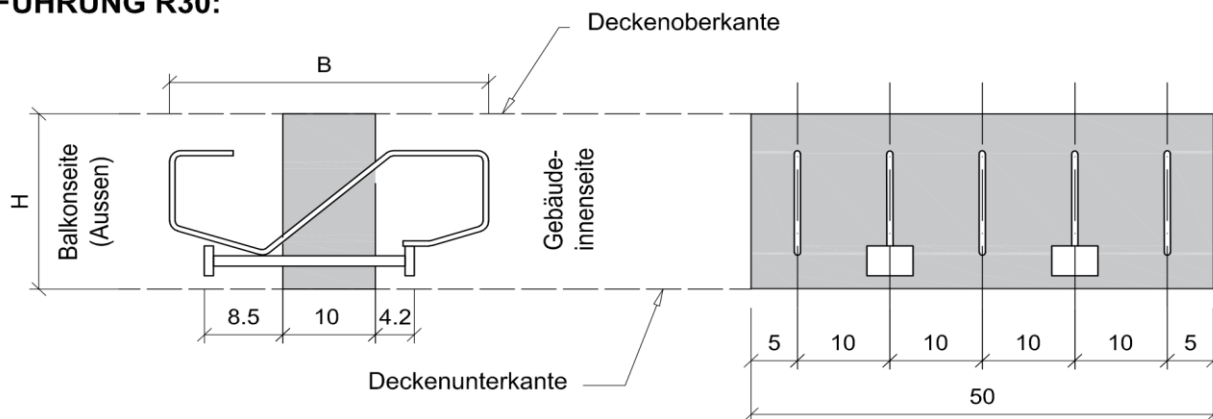 FÜHRUNG R30:
Deckenoberkante
B
H
Balkonseite
(Aussen)
Gebäude-
innenseite
8.5 10 4.2
5 10 10 10 10 5
50
Deckenunterkante